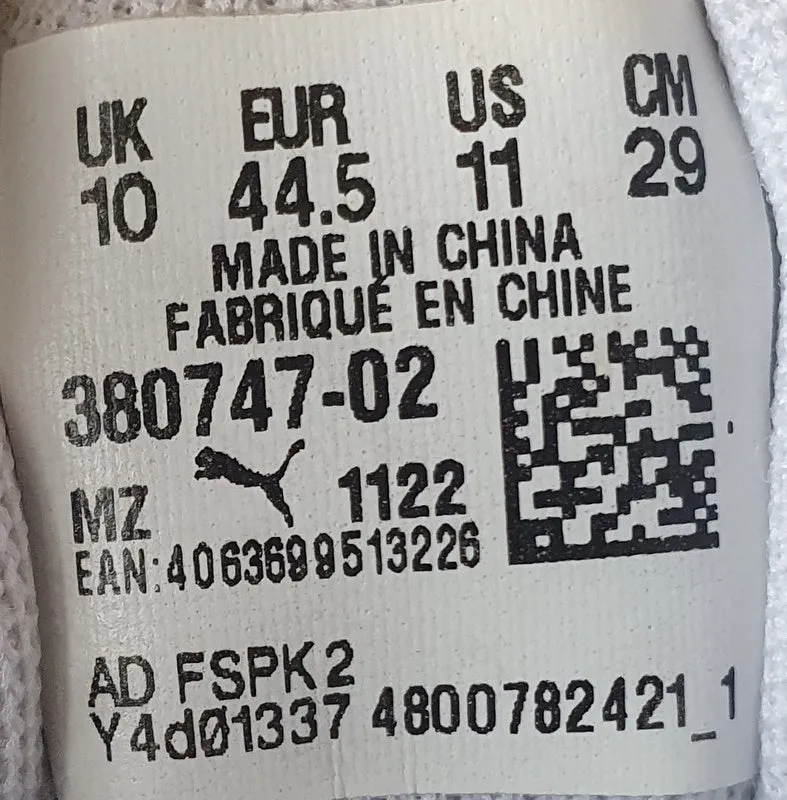 UK EUR US CM
10 44.5 11 29
MADE IN CHINA
FABRIQUÉ EN CHINE
380747-02
MZ 1122
EAN:4063699513226
AD FSPK2
Y4d01337 4800782421_1